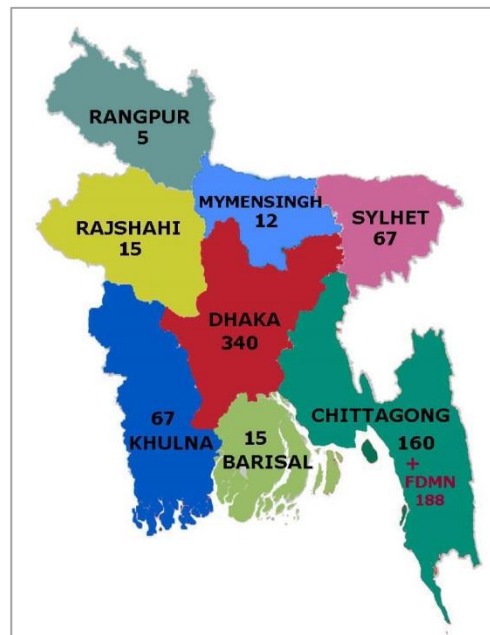 RANGPUR
5
MYMENSINGH
12
SYLHET
67
RAJSHAHI
15
DHAKA
340
67
KHULNA
15
BARISAL
CHITTAGONG
160
+
FDMN
188